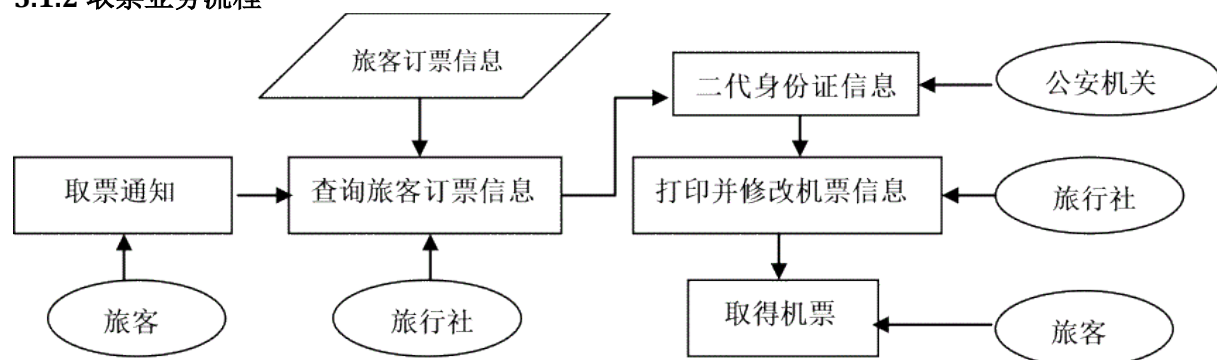 3.1.2 取票业务流程
旅客订票信息
二代身份证信息
公安机关
取票通知
查询旅客订票信息
打印并修改机票信息
旅行社
旅客
旅行社
取得机票
旅客